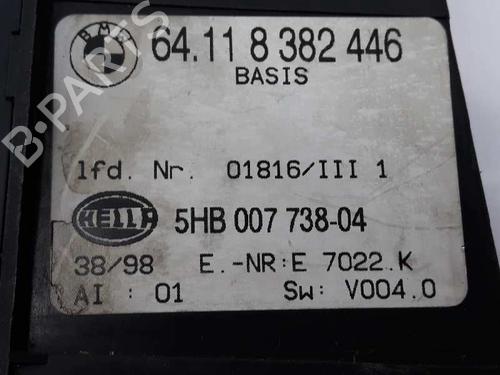 BMW 64.11 8 382 446
BASIS
lfd. Nr. 01816/III 1
HELLA 5HB 007 738-04
38/98 E.-NR:E 7022.K
AI : 01 SW: V004.0
B-PARTS